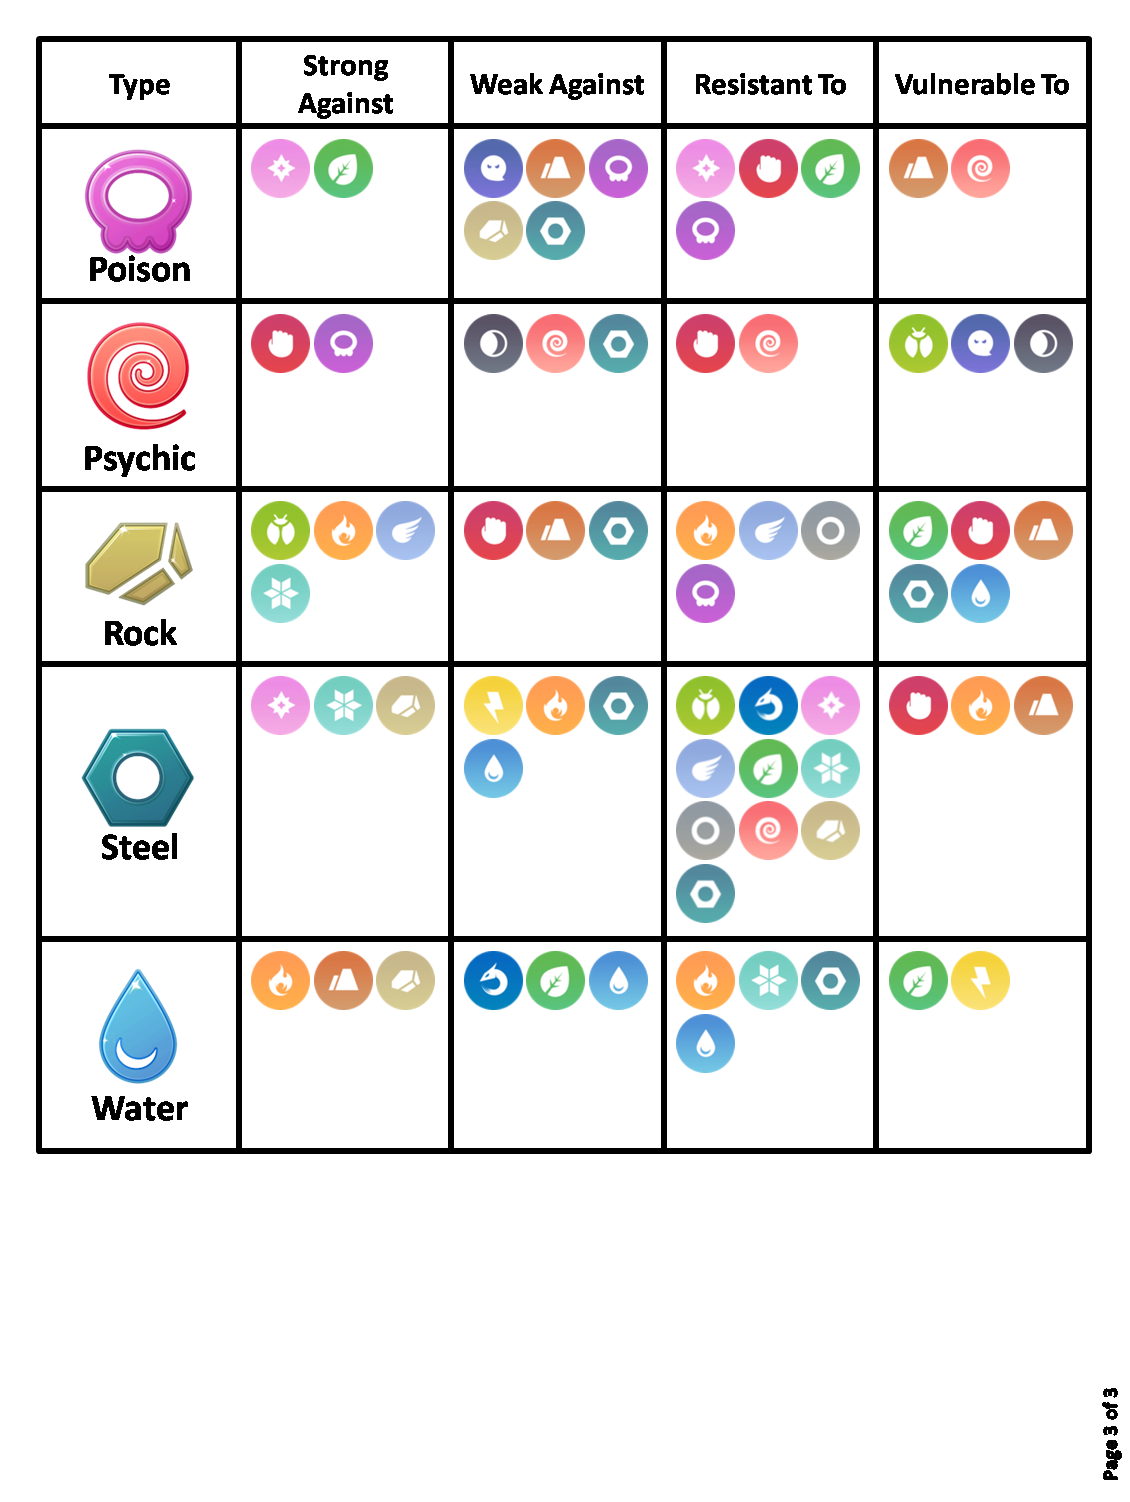 Type
Strong
Against
Weak Against
Resistant To
Vulnerable To
Poison
Psychic
Rock
Steel
Water
Page 3 of 3